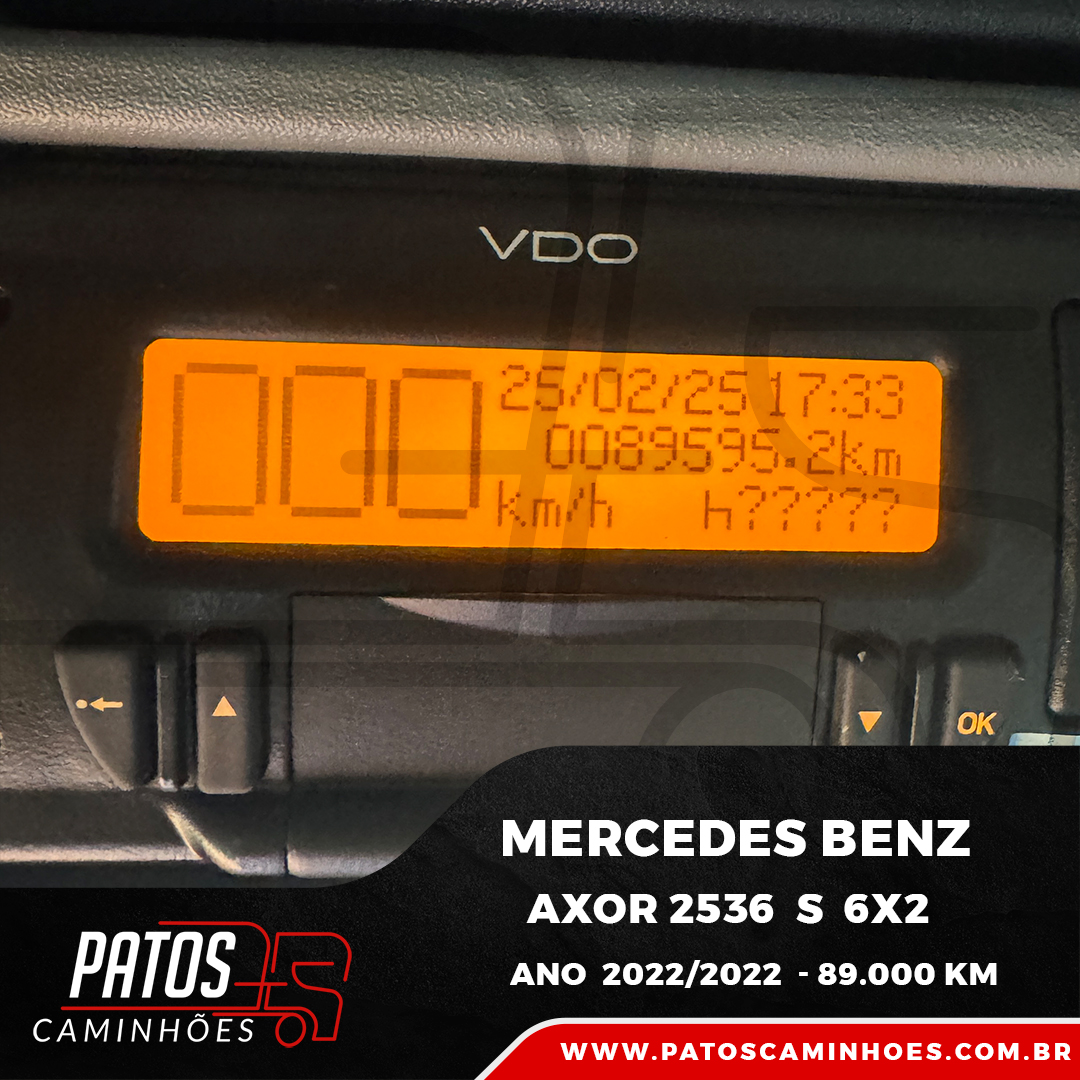 VDO
000
25/02/25 17:33
0089595.2km
km/h h?????
OK
MERCEDES BENZ
AXOR 2536 S 6X2
ANO 2022/2022 - 89.000 KM
PATOS
CAMINHÕES
WWW.PATOSCAMINHOES.COM.BR